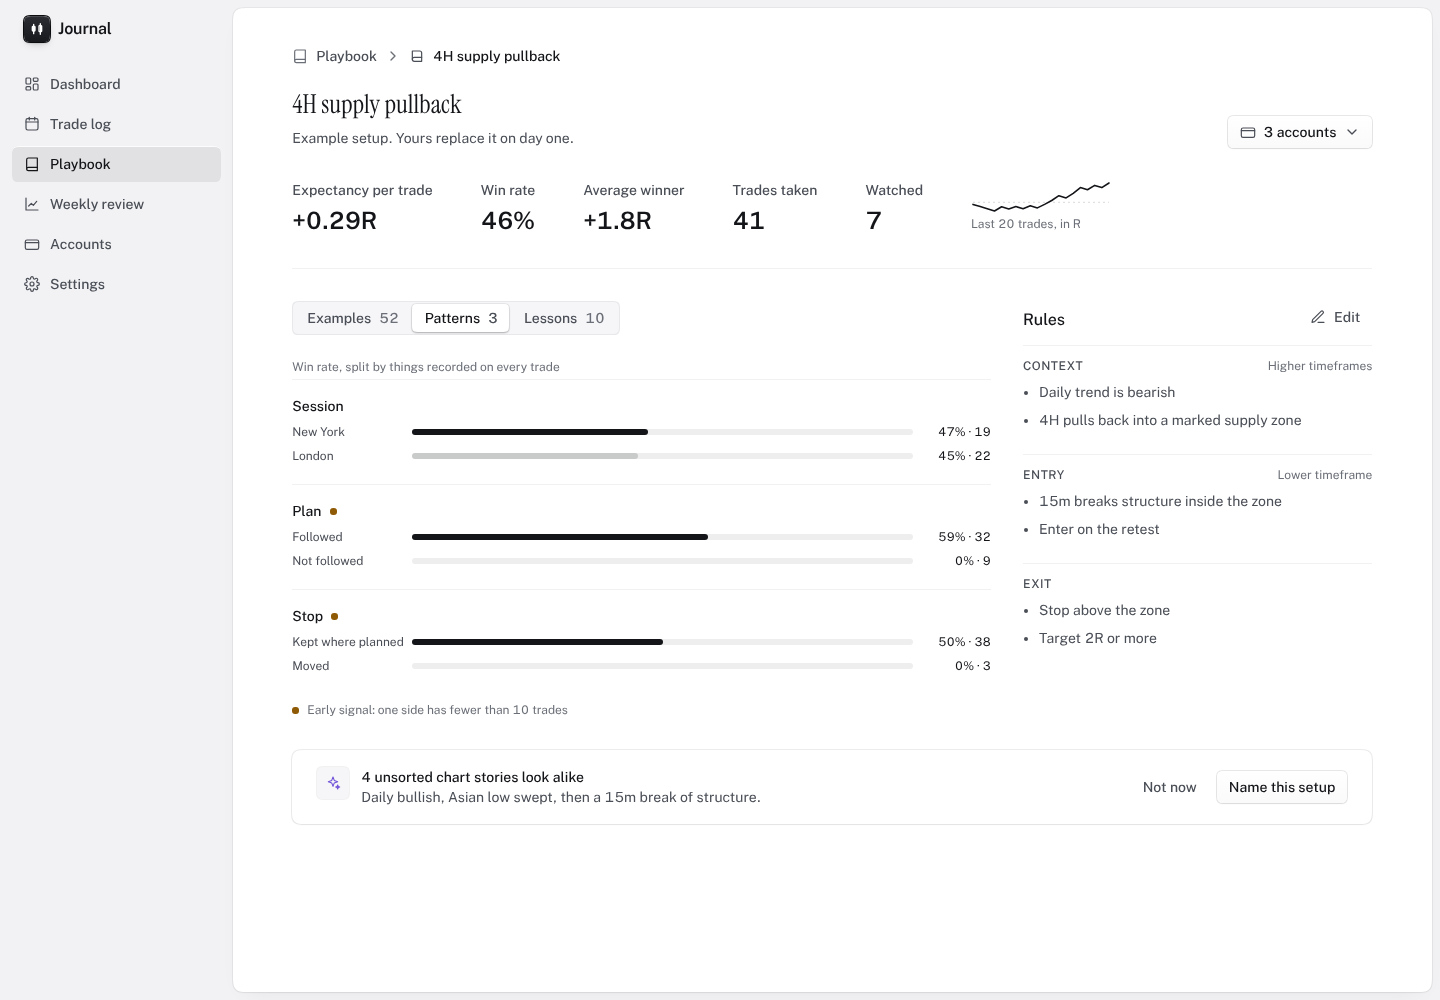 Journal
Dashboard
Trade log
Playbook
Weekly review
Accounts
Settings
Playbook
4H supply pullback
4H supply pullback
Example setup. Yours replace it on day one.
3 accounts
Expectancy per trade
+0.29R
Win rate
46%
Average winner
+1.8R
Trades taken
41
Watched
7
Last 20 trades, in R
Examples 52
Patterns 3
Lessons 10
Win rate, split by things recorded on every trade
Session
New York 47% · 19
London 45% · 22
Plan
Followed 59% · 32
Not followed 0% · 9
Stop
Kept where planned 50% · 38
Moved 0% · 3
Early signal: one side has fewer than 10 trades
Rules
Edit
CONTEXT Higher timeframes
• Daily trend is bearish
• 4H pulls back into a marked supply zone
ENTRY Lower timeframe
• 15m breaks structure inside the zone
• Enter on the retest
EXIT
• Stop above the zone
• Target 2R or more
4 unsorted chart stories look alike
Daily bullish, Asian low swept, then a 15m break of structure.
Not now
Name this setup